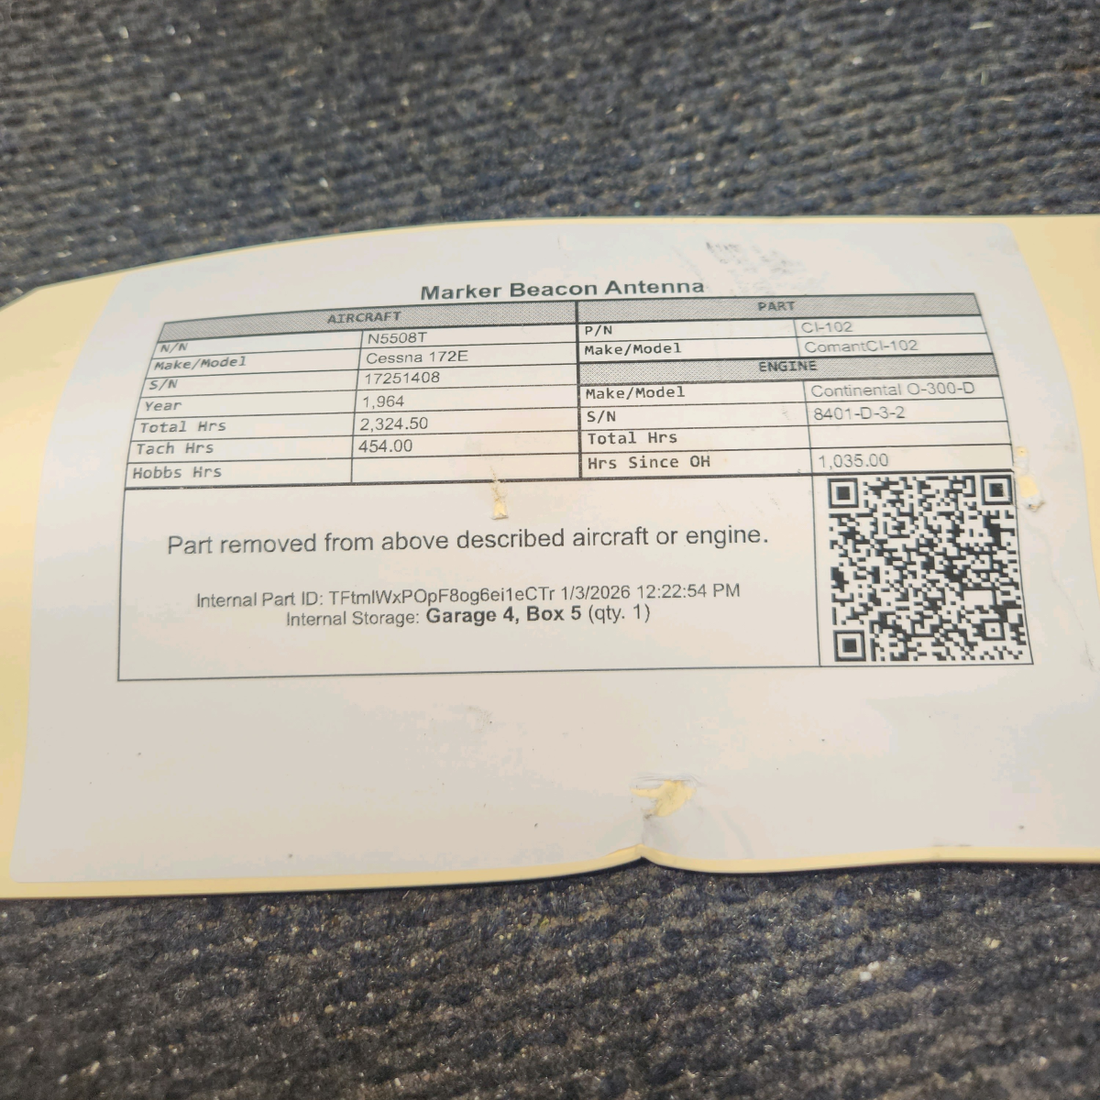 Marker Beacon Antenna
AIRCRAFT
N/N N5508T
Make/Model Cessna 172E
S/N 17251408
Year 1,964
Total Hrs 2,324.50
Tach Hrs 454.00
Hobbs Hrs
PART
P/N CI-102
Make/Model ComantCI-102
ENGINE
Make/Model Continental O-300-D
S/N 8401-D-3-2
Total Hrs
Hrs Since OH 1,035.00
Part removed from above described aircraft or engine.
Internal Part ID: TFtmlWxPOpF8og6ei1eCTr 1/3/2026 12:22:54 PM
Internal Storage: Garage 4, Box 5 (qty. 1)